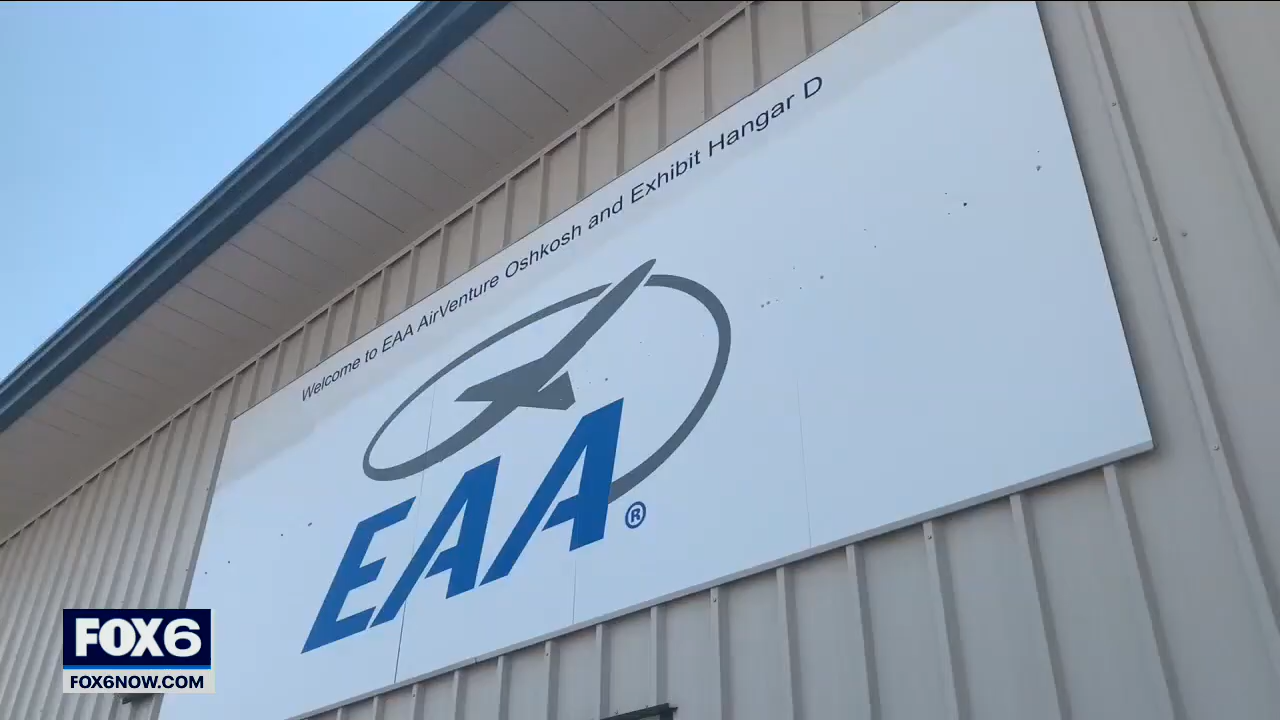 Welcome to EAA AirVenture Oshkosh and Exhibit Hangar D
EAA®
FOX6
FOX6NOW.COM